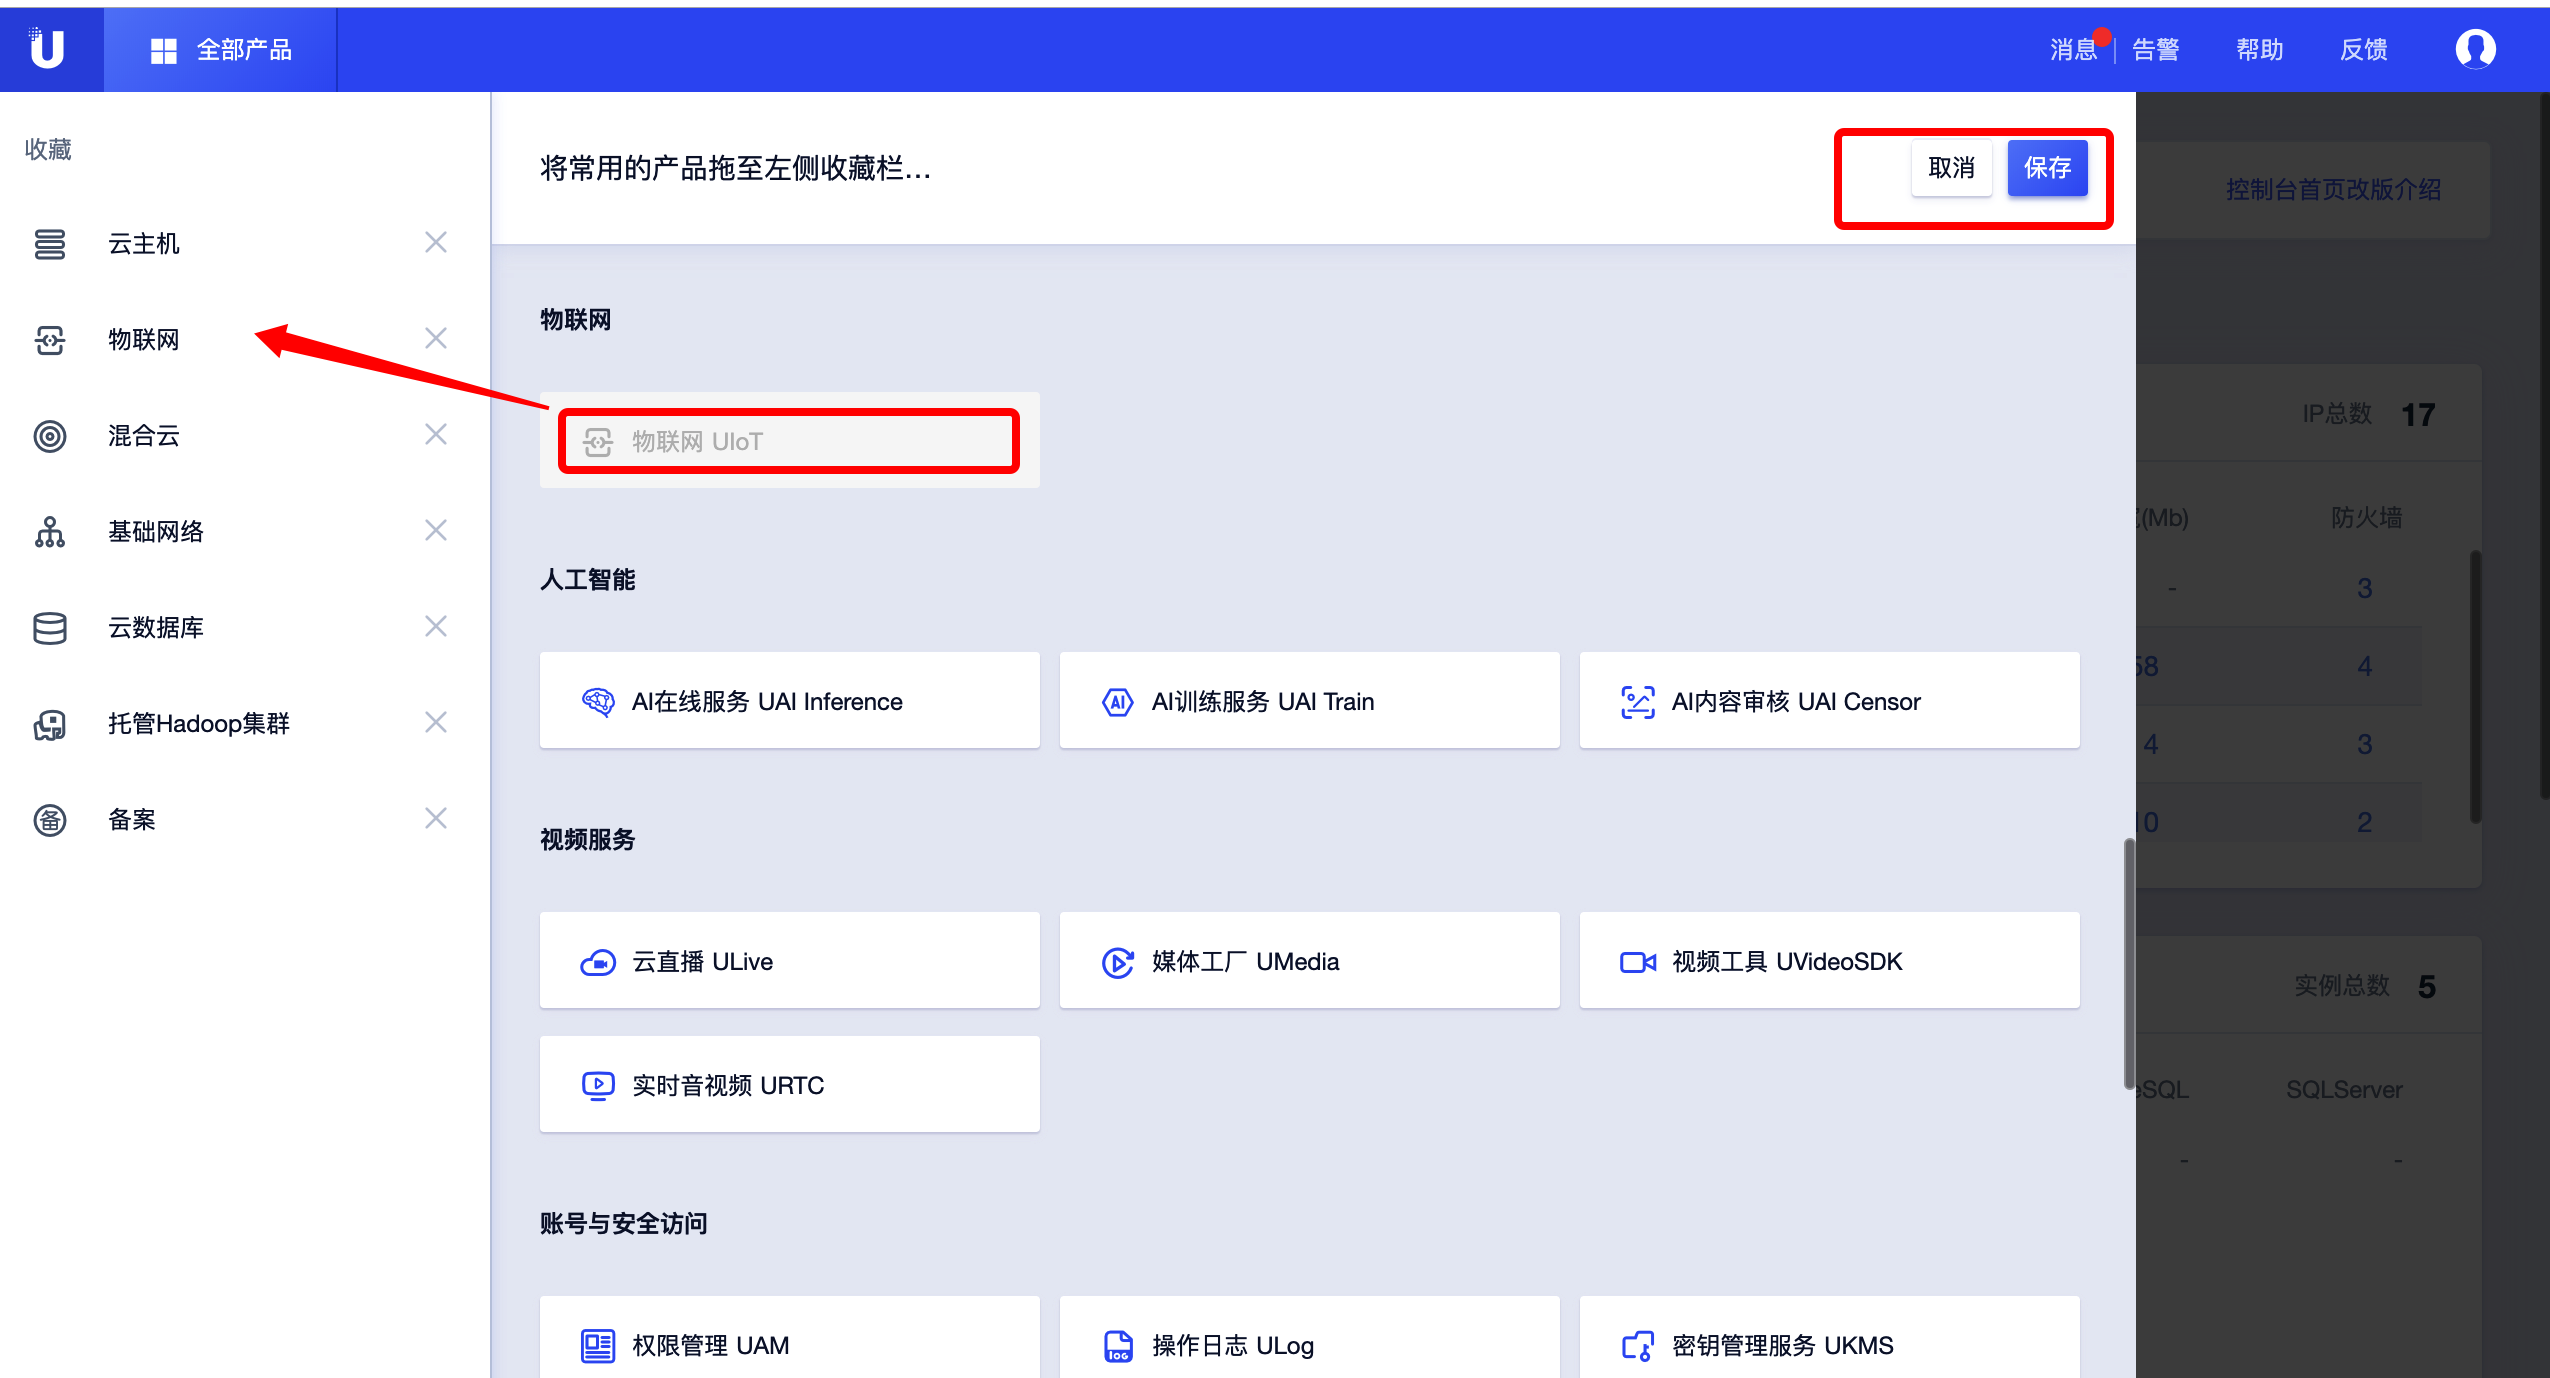 U 全部产品 消息 告警 帮助 反馈
收藏
云主机
物联网
混合云
基础网络
云数据库
托管Hadoop集群
备 备案
将常用的产品拖至左侧收藏栏... 取消 保存
物联网
物联网 UIoT
人工智能
AI在线服务 UAI Inference
AI AI训练服务 UAI Train
AI内容审核 UAI Censor
视频服务
云直播 ULive
媒体工厂 UMedia
视频工具 UVideoSDK
实时音视频 URTC
账号与安全访问
权限管理 UAM
LOG 操作日志 ULog
密钥管理服务 UKMS
控制台首页改版介绍
IP总数 17
(Mb) 防火墙
- 3
58 4
4 3
10 2
实例总数 5
eSQL SQLServer
- -